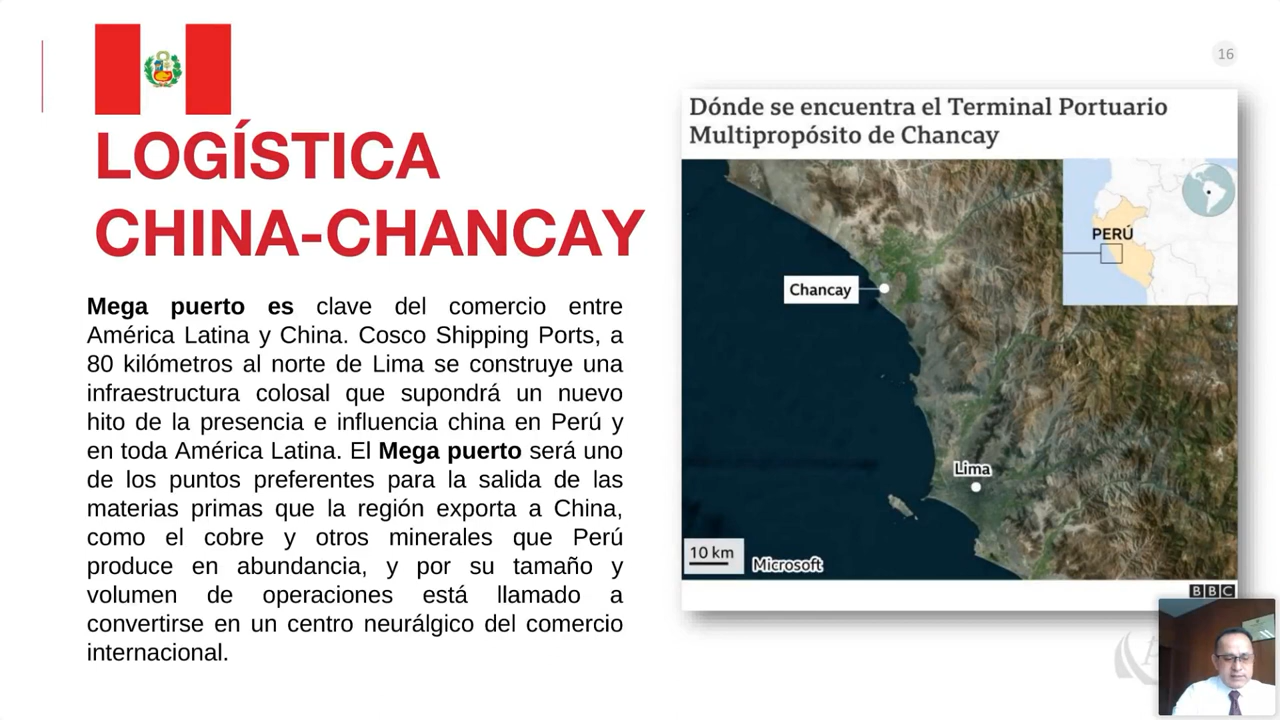 16
LOGÍSTICA
CHINA-CHANCAY
Mega puerto es clave del comercio entre
América Latina y China. Cosco Shipping Ports, a
80 kilómetros al norte de Lima se construye una
infraestructura colosal que supondrá un nuevo
hito de la presencia e influencia china en Perú y
en toda América Latina. El Mega puerto será uno
de los puntos preferentes para la salida de las
materias primas que la región exporta a China,
como el cobre y otros minerales que Perú
produce en abundancia, y por su tamaño y
volumen de operaciones está llamado a
convertirse en un centro neurálgico del comercio
internacional.
Dónde se encuentra el Terminal Portuario
Multipropósito de Chancay
PERÚ
Chancay
Lima
10 km
Microsoft
BBC